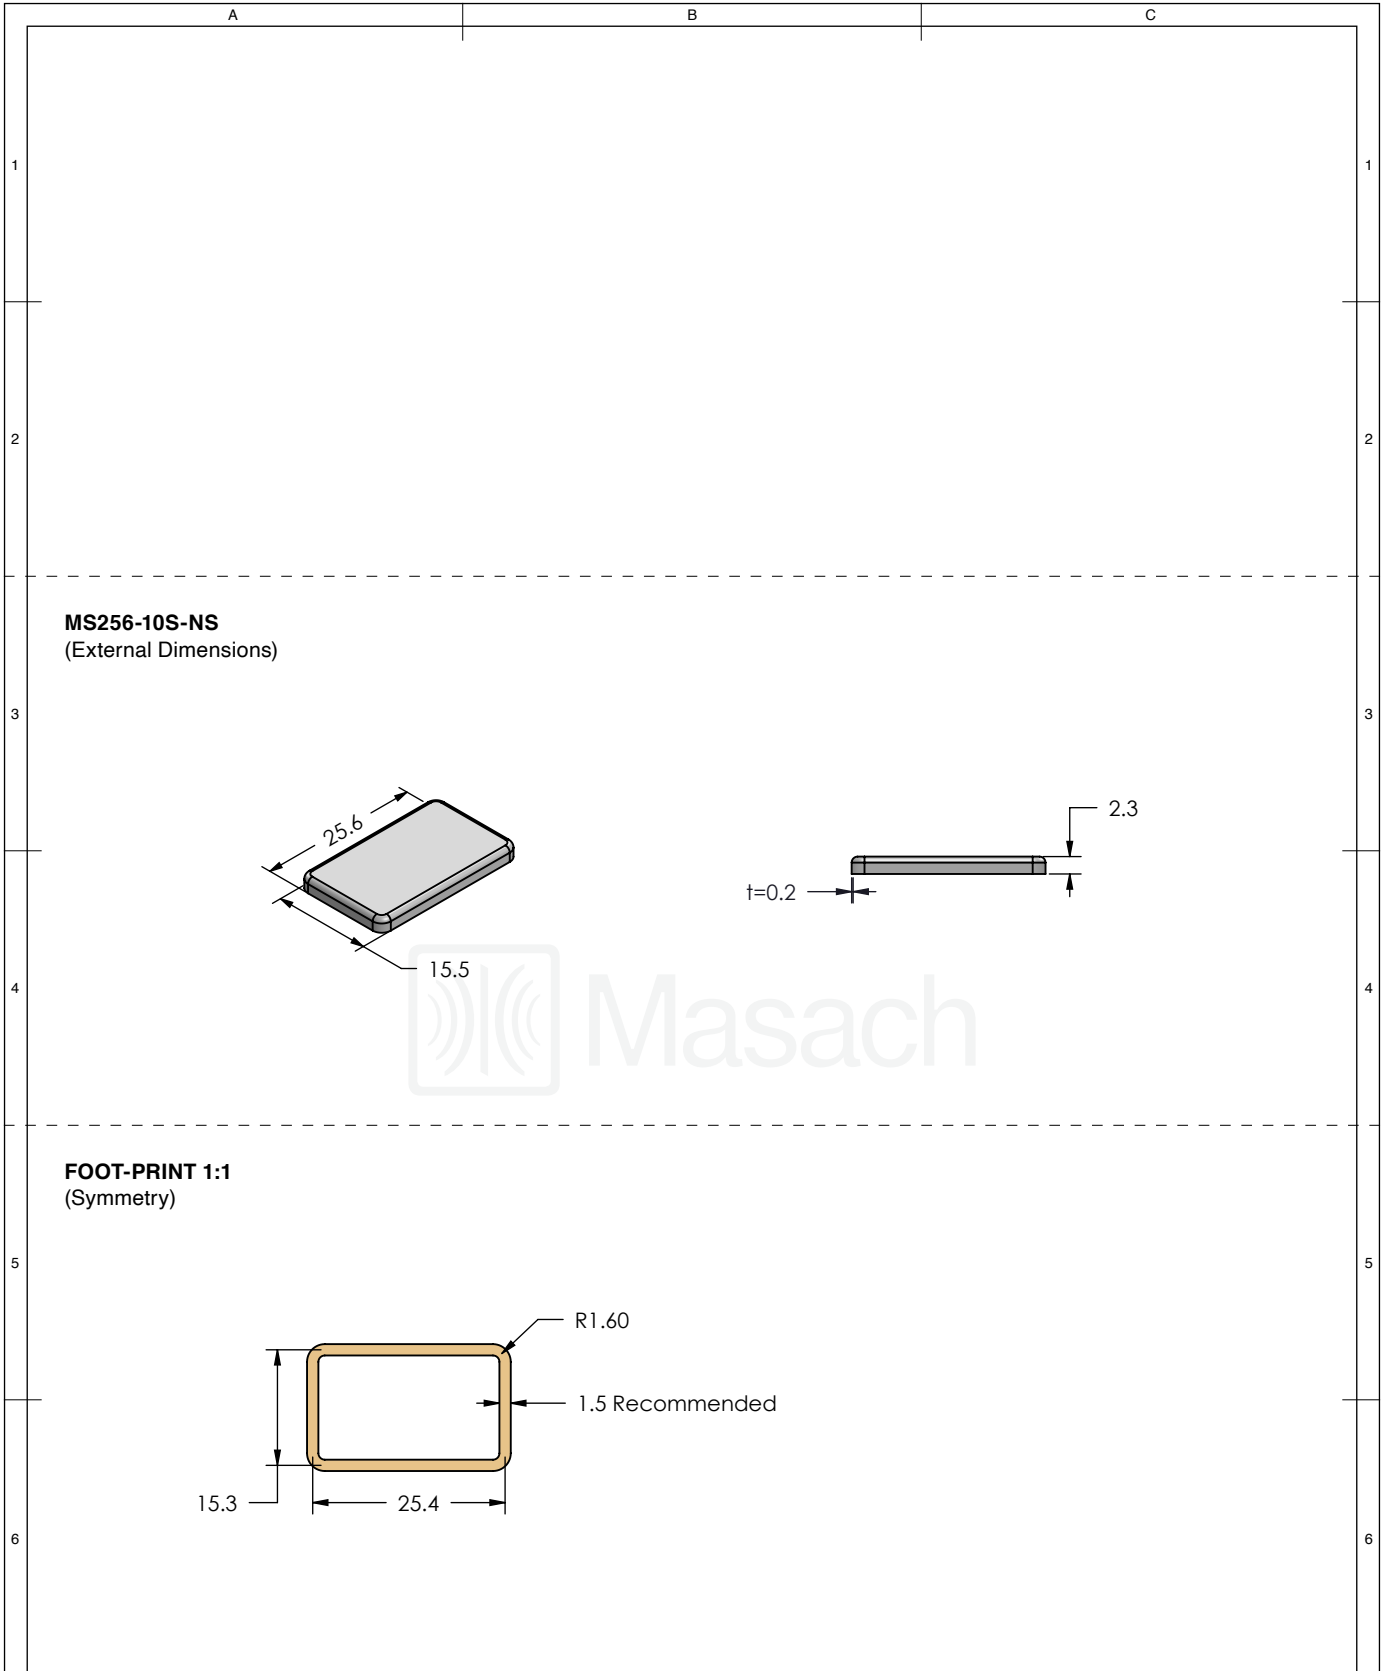 A B C
1 1
2 2
MS256-10S-NS
(External Dimensions)
3 3
25.6
2.3
t=0.2
15.5
4 4
Masach
FOOT-PRINT 1:1
(Symmetry)
5 5
R1.60
1.5 Recommended
15.3
25.4
6 6